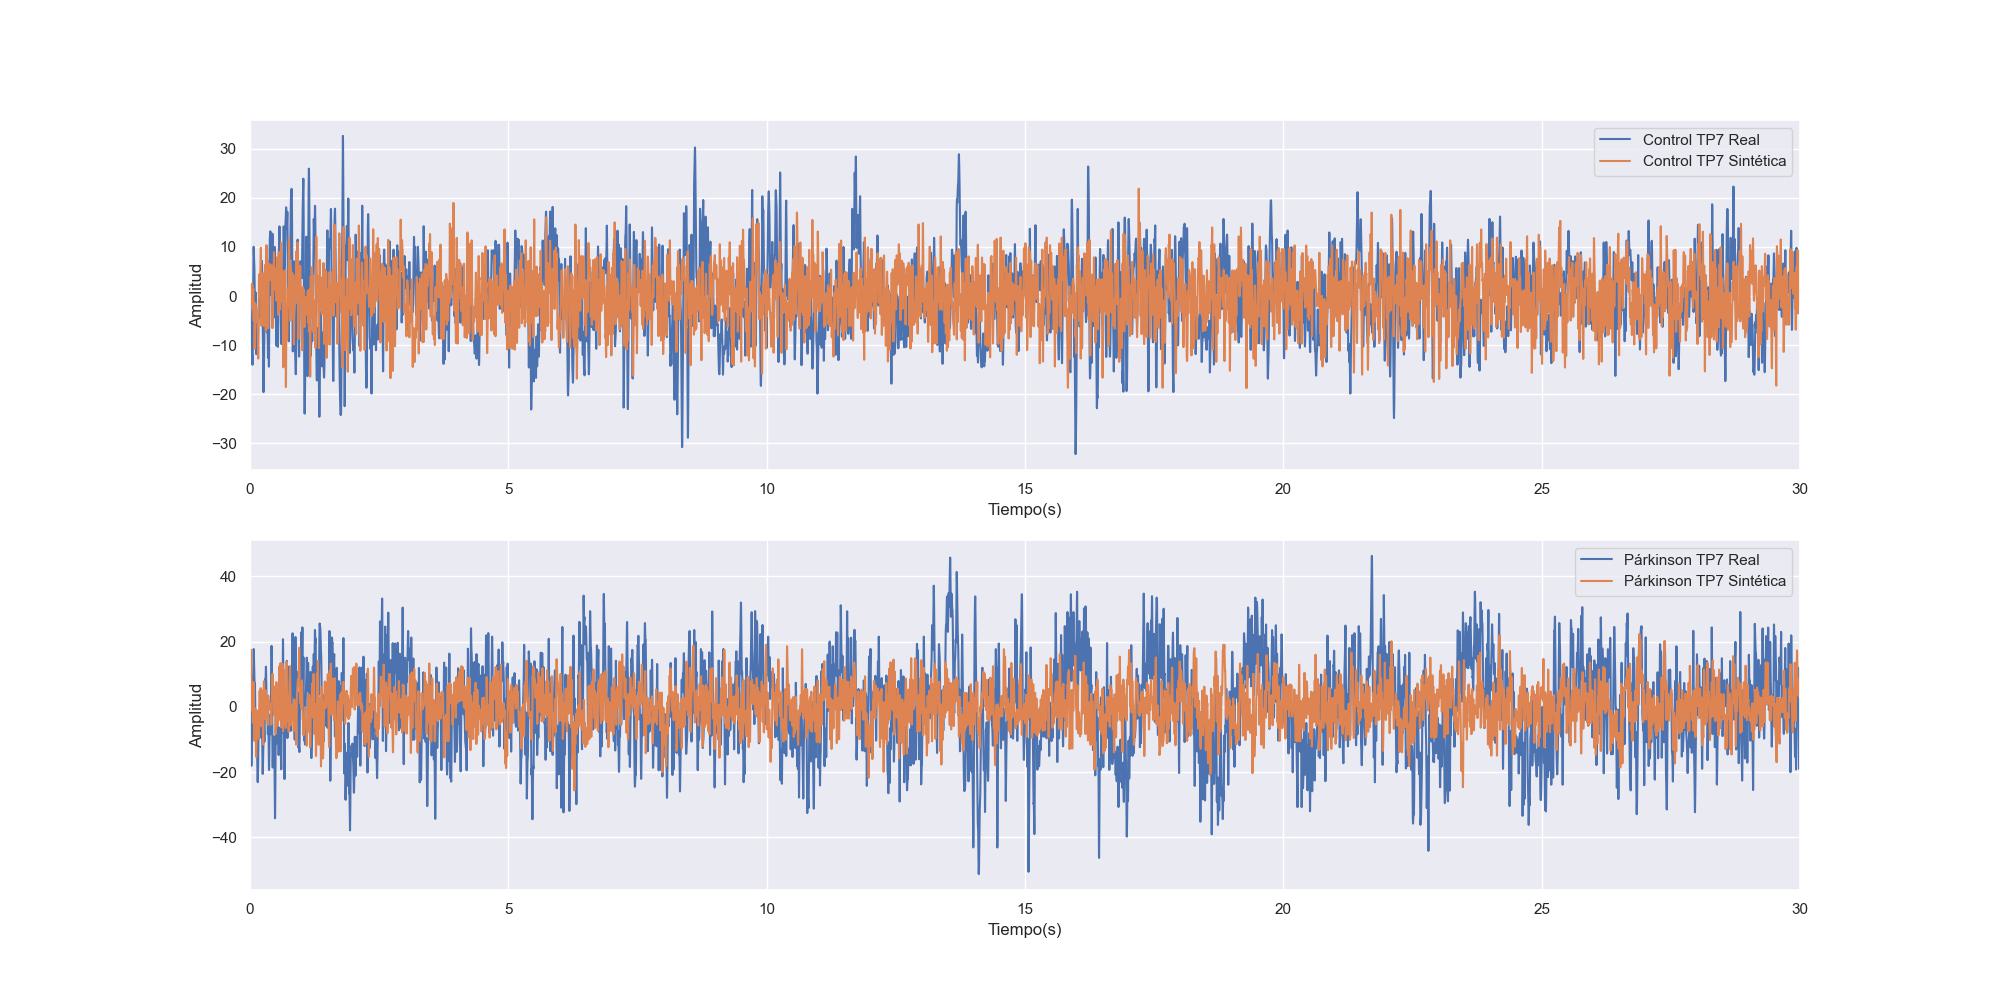 Control TP7 Real
Control TP7 Sintética
30
20
10
0
−10
−20
−30
Amplitud
0 5 10 15 20 25 30
Tiempo(s)
Párkinson TP7 Real
Párkinson TP7 Sintética
40
20
0
−20
−40
Amplitud
0 5 10 15 20 25 30
Tiempo(s)